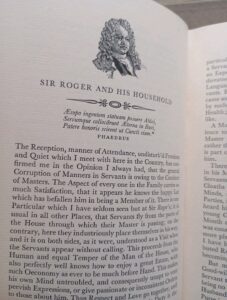 SIR ROGER AND HIS HOUSEHOLD
Æsopo ingentem statuam posuere Attici,
Servumque collocârunt Æterna in Basi,
Patere honoris scirent ut Cuncti viam.
PHAEDRUS
The Reception, manner of Attendance, undisturb'd Freedom
and Quiet which I meet with here in the Country, has con-
firmed me in the Opinion I always had, that the general
Corruption of Manners in Servants is owing to the Conduct
of Masters. The Aspect of every one in the Family carries so
much Satisfaction, that it appears he knows the happy Lot
which has befallen him in being a Member of it. There is one
Particular which I have seldom seen but at Sir Roger's; it is
usual in all other Places, that Servants fly from the parts of
the House through which their Master is passing; on the
contrary, here they industriously place themselves in his way;
and it is on both sides, as it were, understood as a Visit when
the Servants appear without calling. This proceeds from the
Human and equal Temper of the Man of the House, who
also perfectly well knows how to enjoy a great Estate, with
such Oeconomy as ever to be much before Hand. This makes
his own Mind untroubled, and consequently unapt to vent
peevish Expressions, or give passionate or inconsistent Orders
to those about him. Thus Respect and Love go